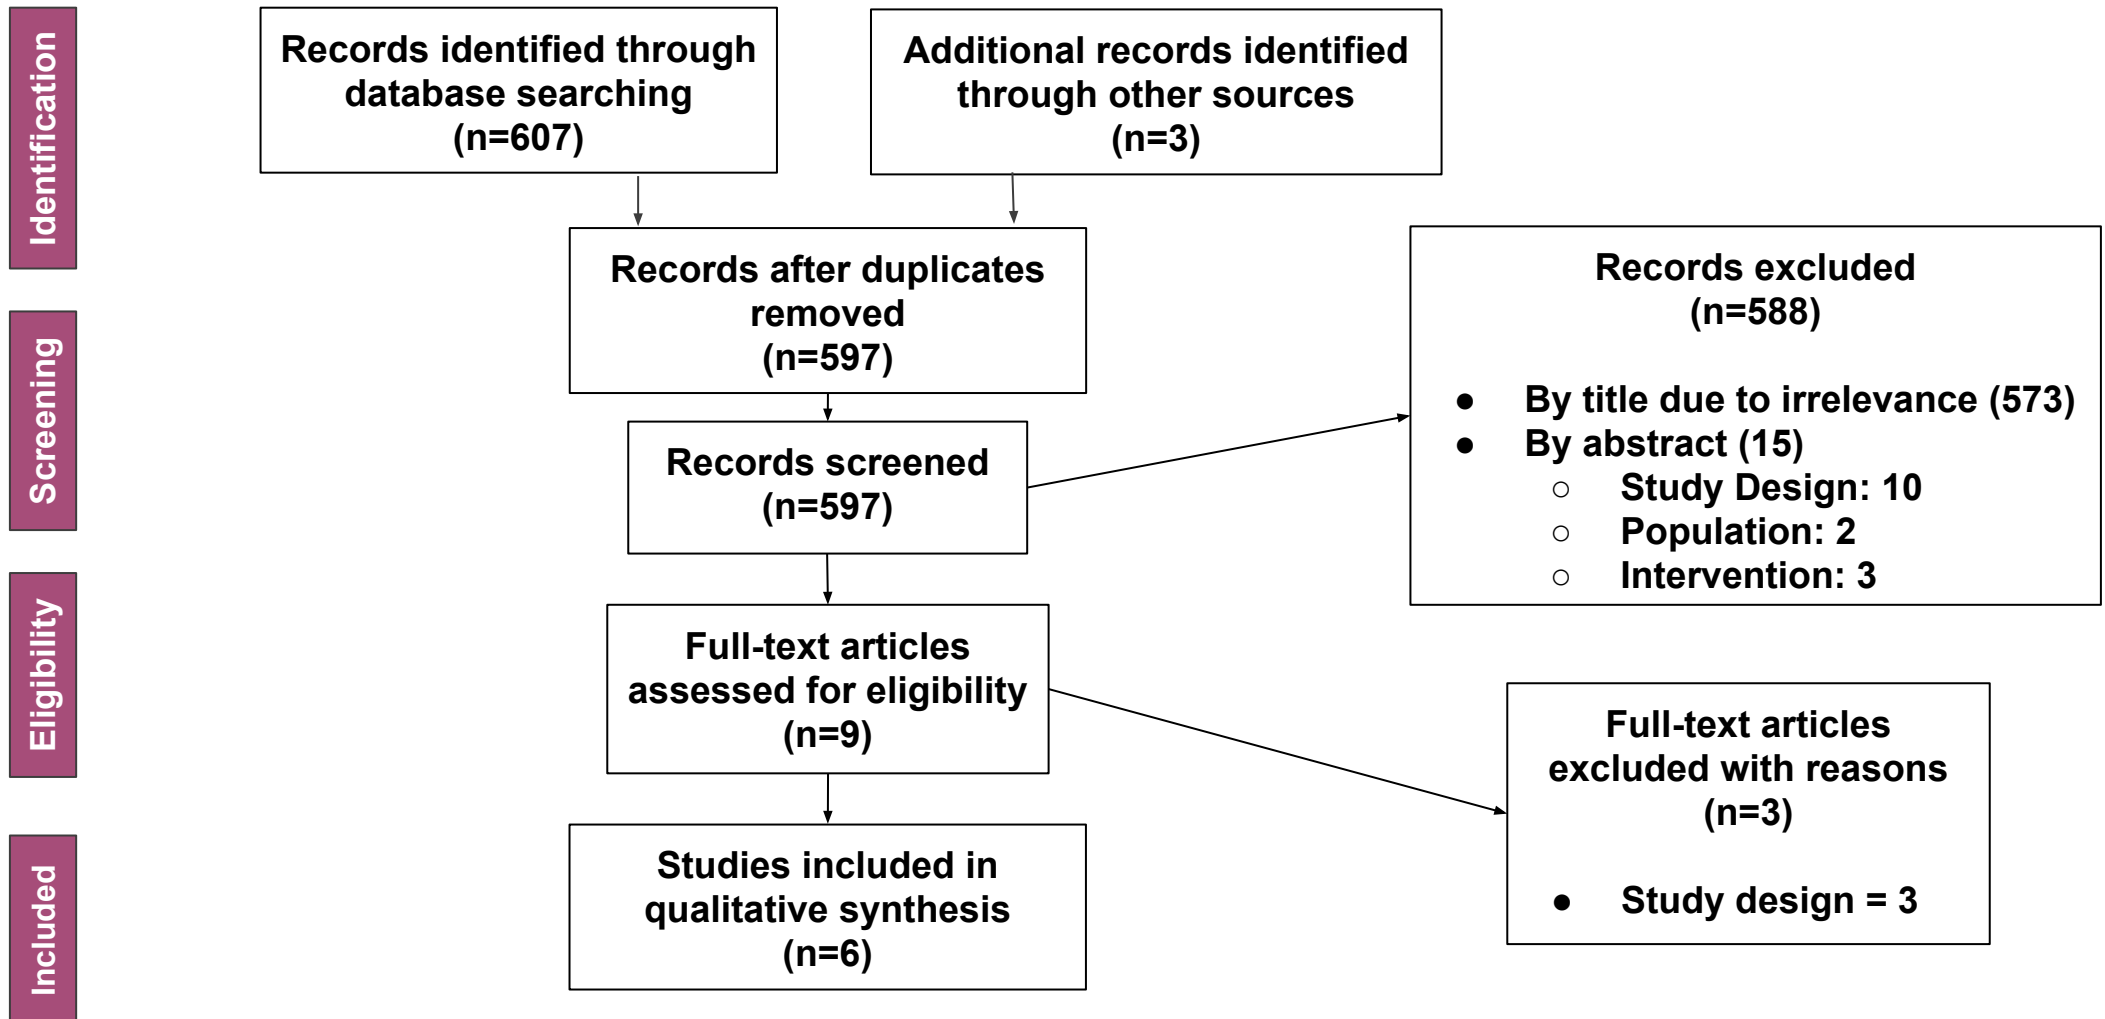 Identification
Records identified through
database searching
(n=607)
Additional records identified
through other sources
(n=3)
Records after duplicates
removed
(n=597)
Screening
Records screened
(n=597)
Records excluded
(n=588)
● By title due to irrelevance (573)
● By abstract (15)
○ Study Design: 10
○ Population: 2
○ Intervention: 3
Eligibility
Full-text articles
assessed for eligibility
(n=9)
Full-text articles
excluded with reasons
(n=3)
● Study design = 3
Included
Studies included in
qualitative synthesis
(n=6)